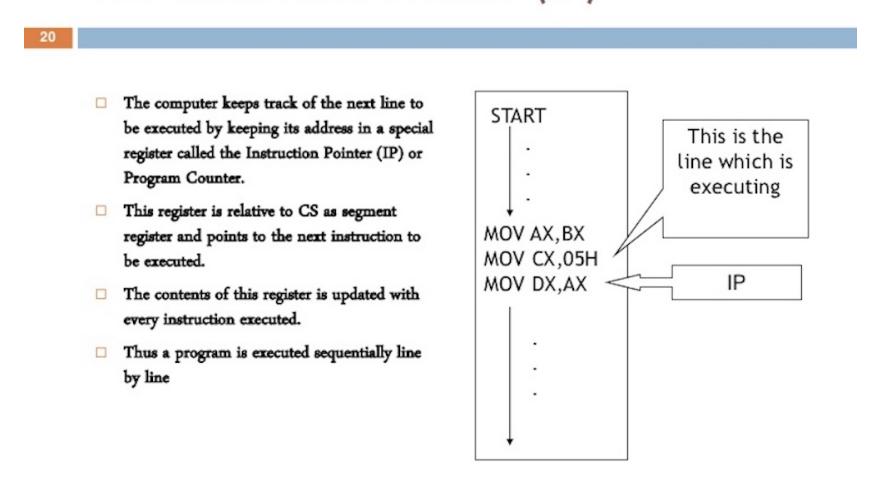 20
The computer keeps track of the next line to
be executed by keeping its address in a special
register called the Instruction Pointer (IP) or
Program Counter.
This register is relative to CS as segment
register and points to the next instruction to
be executed.
The contents of this register is updated with
every instruction executed.
Thus a program is executed sequentially line
by line
START
MOV AX,BX
MOV CX,05H
MOV DX,AX
This is the
line which is
executing
IP